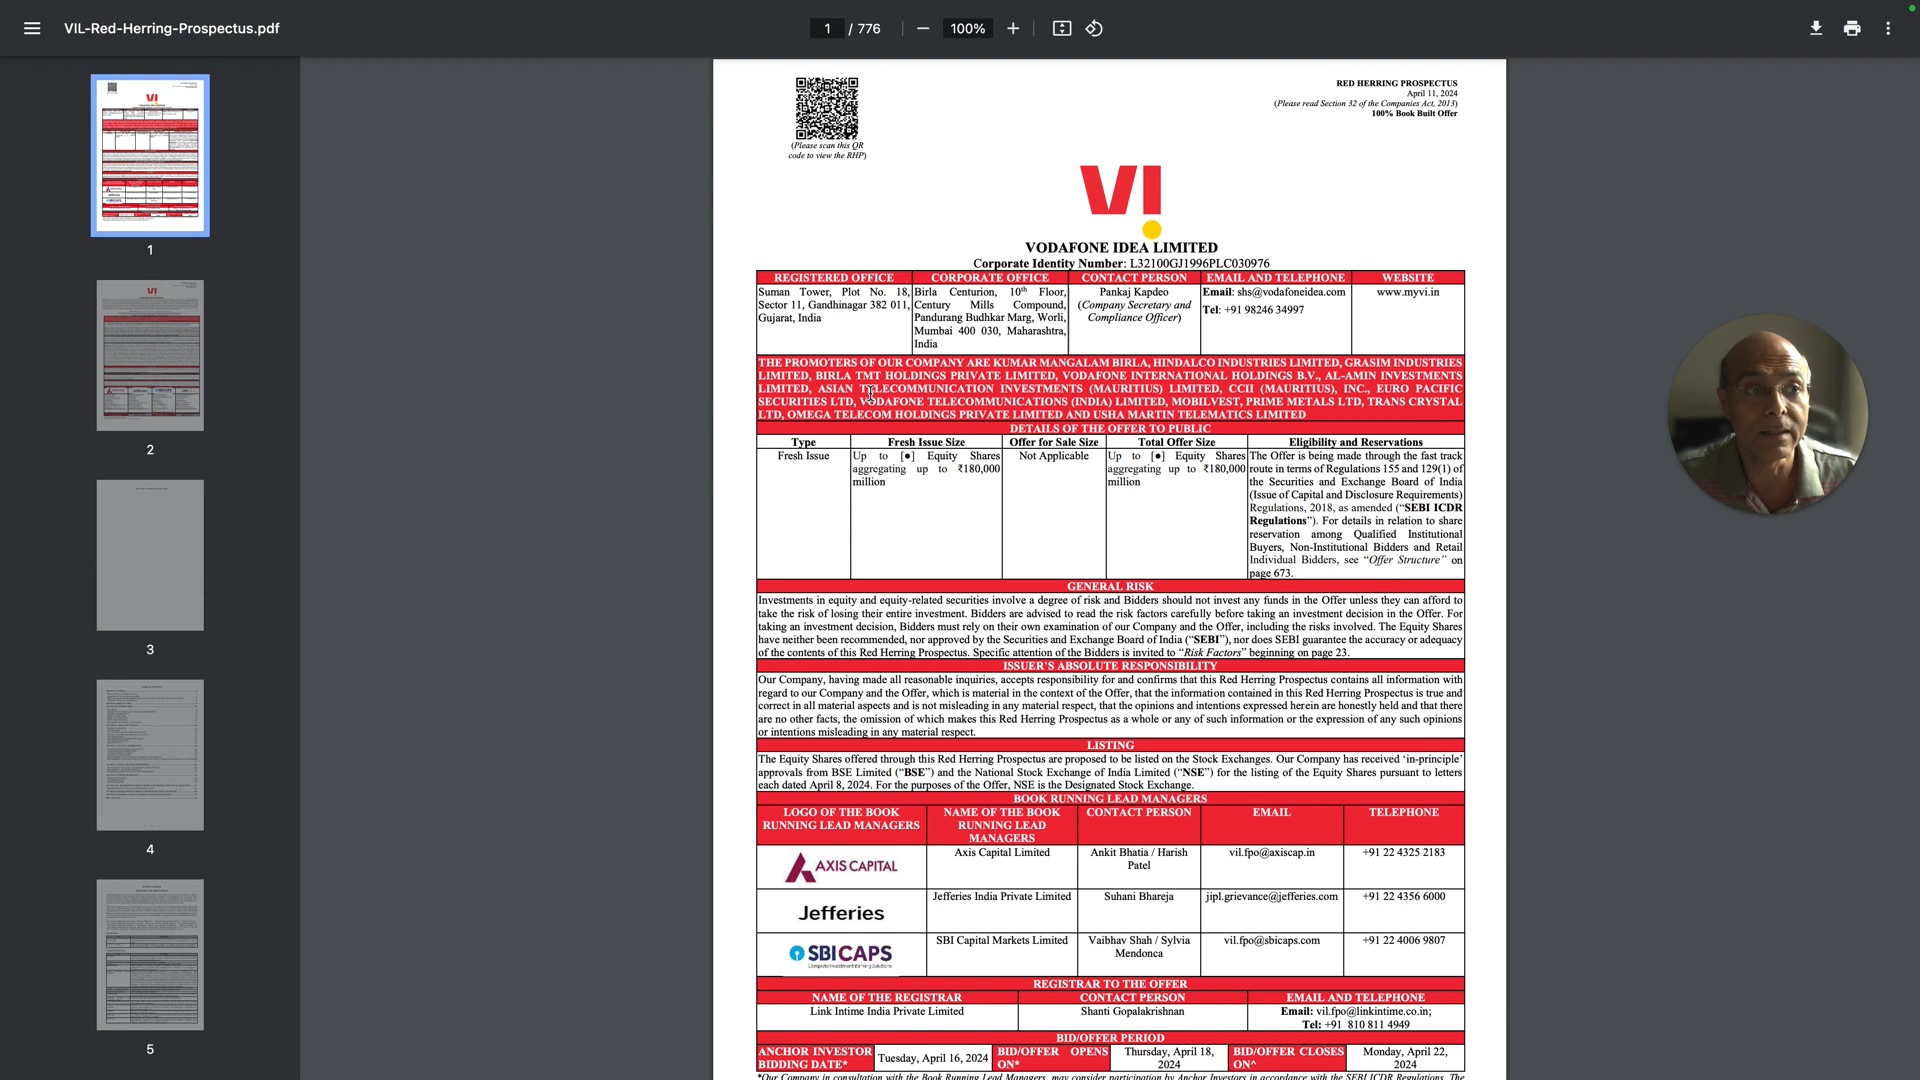 VIL-Red-Herring-Prospectus.pdf
1 / 776
100%
1
2
3
4
5
(Please scan this QR
code to view the RHP)
RED HERRING PROSPECTUS
April 11, 2024
(Please read Section 32 of the Companies Act, 2013)
100% Book Built Offer
VI
VODAFONE IDEA LIMITED
Corporate Identity Number: L32100GJ1996PLC030976
REGISTERED OFFICE CORPORATE OFFICE CONTACT PERSON EMAIL AND TELEPHONE WEBSITE
Suman Tower, Plot No. 18,
Sector 11, Gandhinagar 382 011,
Gujarat, India
Birla Centurion, 10th Floor,
Century Mills Compound,
Pandurang Budhkar Marg, Worli,
Mumbai 400 030, Maharashtra,
India
Pankaj Kapdeo
(Company Secretary and
Compliance Officer)
Email: shs@vodafoneidea.com
Tel: +91 98246 34997
www.myvi.in
THE PROMOTERS OF OUR COMPANY ARE KUMAR MANGALAM BIRLA, HINDALCO INDUSTRIES LIMITED, GRASIM INDUSTRIES
LIMITED, BIRLA TMT HOLDINGS PRIVATE LIMITED, VODAFONE INTERNATIONAL HOLDINGS B.V., AL-AMIN INVESTMENTS
LIMITED, ASIAN TELECOMMUNICATION INVESTMENTS (MAURITIUS) LIMITED, CCII (MAURITIUS), INC., EURO PACIFIC
SECURITIES LTD, VODAFONE TELECOMMUNICATIONS (INDIA) LIMITED, MOBILVEST, PRIME METALS LTD, TRANS CRYSTAL
LTD, OMEGA TELECOM HOLDINGS PRIVATE LIMITED AND USHA MARTIN TELEMATICS LIMITED
DETAILS OF THE OFFER TO PUBLIC
Type Fresh Issue Size Offer for Sale Size Total Offer Size Eligibility and Reservations
Fresh Issue
Up to [●] Equity Shares
aggregating up to ₹180,000
million
Not Applicable
Up to [●] Equity Shares
aggregating up to ₹180,000
million
The Offer is being made through the fast track
route in terms of Regulations 155 and 129(1) of
the Securities and Exchange Board of India
(Issue of Capital and Disclosure Requirements)
Regulations, 2018, as amended (“SEBI ICDR
Regulations”). For details in relation to share
reservation among Qualified Institutional
Buyers, Non-Institutional Bidders and Retail
Individual Bidders, see “Offer Structure” on
page 673.
GENERAL RISK
Investments in equity and equity-related securities involve a degree of risk and Bidders should not invest any funds in the Offer unless they can afford to
take the risk of losing their entire investment. Bidders are advised to read the risk factors carefully before taking an investment decision in the Offer. For
taking an investment decision, Bidders must rely on their own examination of our Company and the Offer, including the risks involved. The Equity Shares
have neither been recommended, nor approved by the Securities and Exchange Board of India (“SEBI”), nor does SEBI guarantee the accuracy or adequacy
of the contents of this Red Herring Prospectus. Specific attention of the Bidders is invited to “Risk Factors” beginning on page 23.
ISSUER’S ABSOLUTE RESPONSIBILITY
Our Company, having made all reasonable inquiries, accepts responsibility for and confirms that this Red Herring Prospectus contains all information with
regard to our Company and the Offer, which is material in the context of the Offer, that the information contained in this Red Herring Prospectus is true and
correct in all material aspects and is not misleading in any material respect, that the opinions and intentions expressed herein are honestly held and that there
are no other facts, the omission of which makes this Red Herring Prospectus as a whole or any of such information or the expression of any such opinions
or intentions misleading in any material respect.
LISTING
The Equity Shares offered through this Red Herring Prospectus are proposed to be listed on the Stock Exchanges. Our Company has received ‘in-principle’
approvals from BSE Limited (“BSE”) and the National Stock Exchange of India Limited (“NSE”) for the listing of the Equity Shares pursuant to letters
each dated April 8, 2024. For the purposes of the Offer, NSE is the Designated Stock Exchange.
BOOK RUNNING LEAD MANAGERS
LOGO OF THE BOOK
RUNNING LEAD MANAGERS
NAME OF THE BOOK
RUNNING LEAD
MANAGERS
CONTACT PERSON
EMAIL
TELEPHONE
AXIS CAPITAL
Axis Capital Limited
Ankit Bhatia / Harish
Patel
vil.fpo@axiscap.in
+91 22 4325 2183
Jefferies
Jefferies India Private Limited
Suhani Bhareja
jipl.grievance@jefferies.com
+91 22 4356 6000
SBICAPS
Complete Investment Banking Solutions
SBI Capital Markets Limited
Vaibhav Shah / Sylvia
Mendonca
vil.fpo@sbicaps.com
+91 22 4006 9807
REGISTRAR TO THE OFFER
NAME OF THE REGISTRAR CONTACT PERSON EMAIL AND TELEPHONE
Link Intime India Private Limited
Shanti Gopalakrishnan
Email: vil.fpo@linkintime.co.in;
Tel: +91 810 811 4949
BID/OFFER PERIOD
ANCHOR INVESTOR
BIDDING DATE*
Tuesday, April 16, 2024
BID/OFFER OPENS
ON*
Thursday, April 18,
2024
BID/OFFER CLOSES
ON^
Monday, April 22,
2024
*Our Company in consultation with the Book Running Lead Managers, may consider participation by Anchor Investors in accordance with the SEBI ICDR Regulations. The